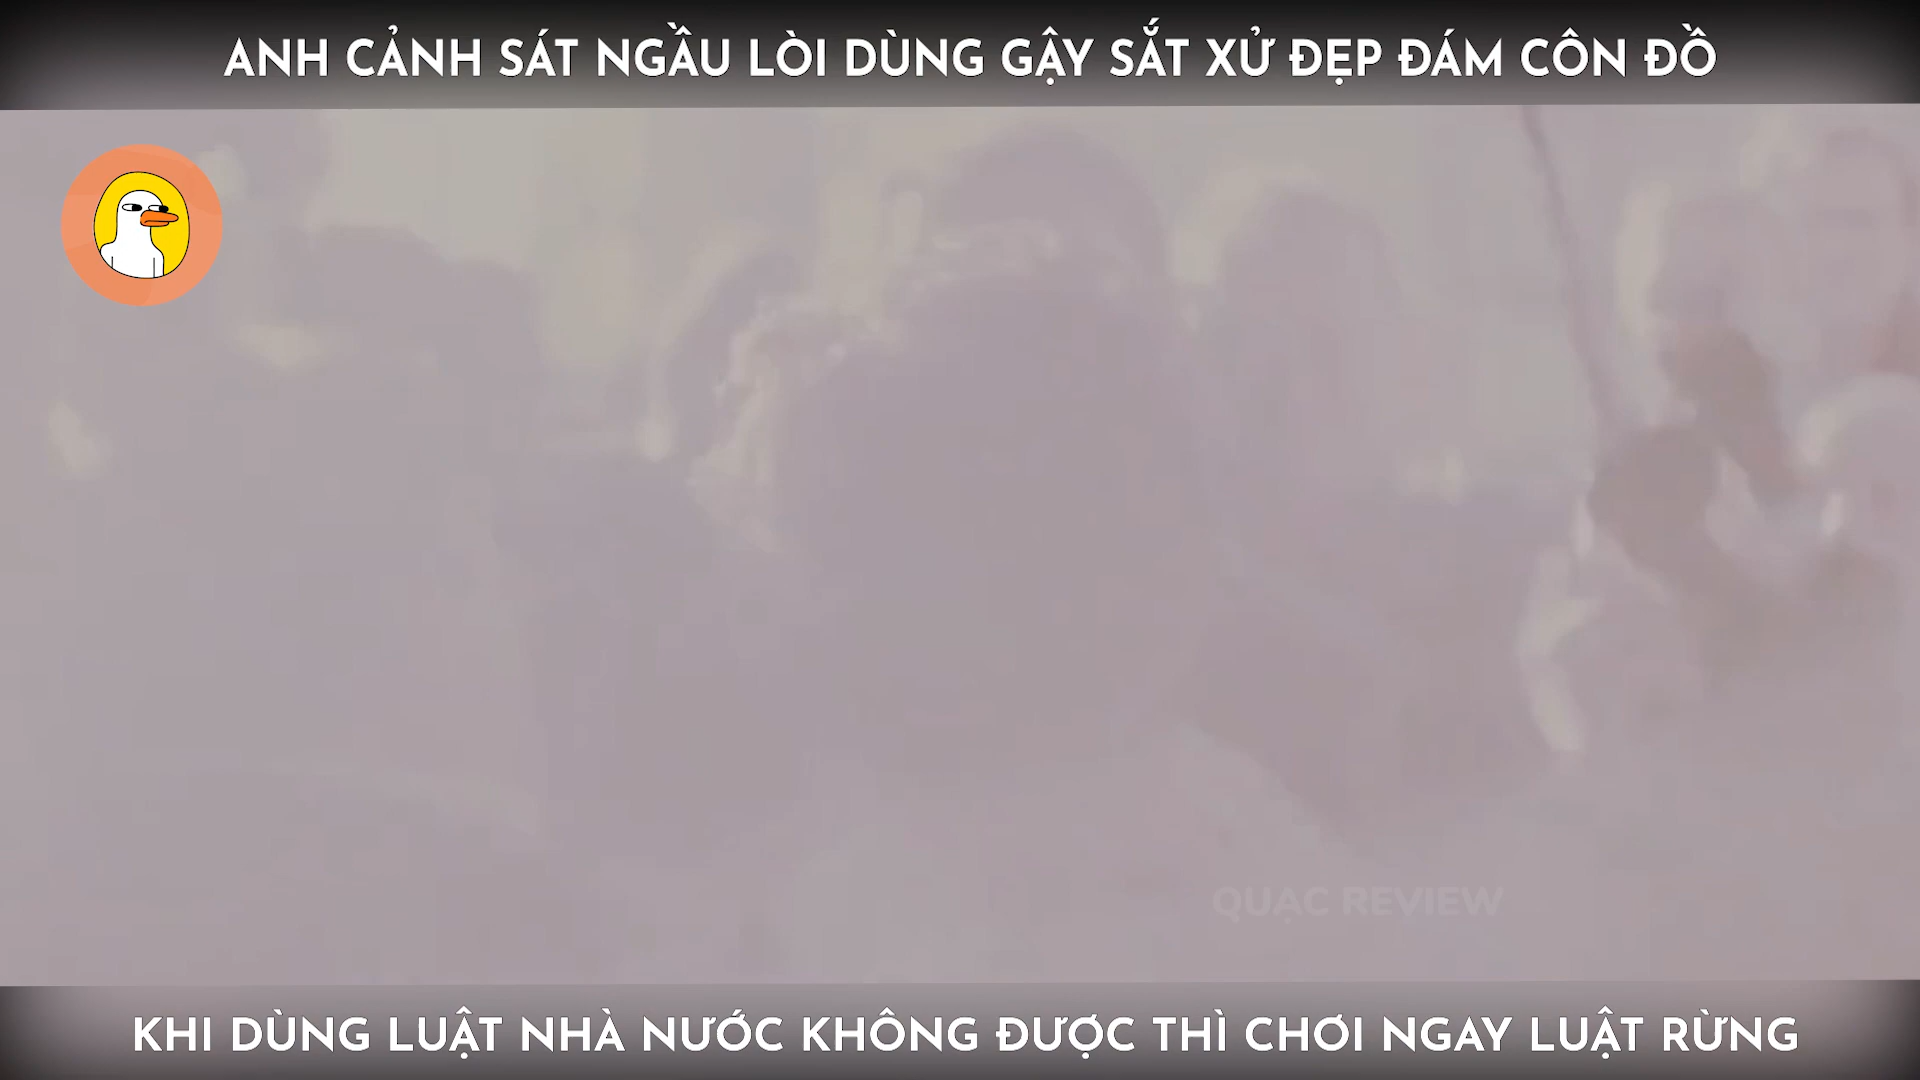 ANH CẢNH SÁT NGẦU LÒI DÙNG GẬY SẮT XỬ ĐẸP ĐÁM CÔN ĐỒ
QUẠC REVIEW
KHI DÙNG LUẬT NHÀ NƯỚC KHÔNG ĐƯỢC THÌ CHƠI NGAY LUẬT RỪNG